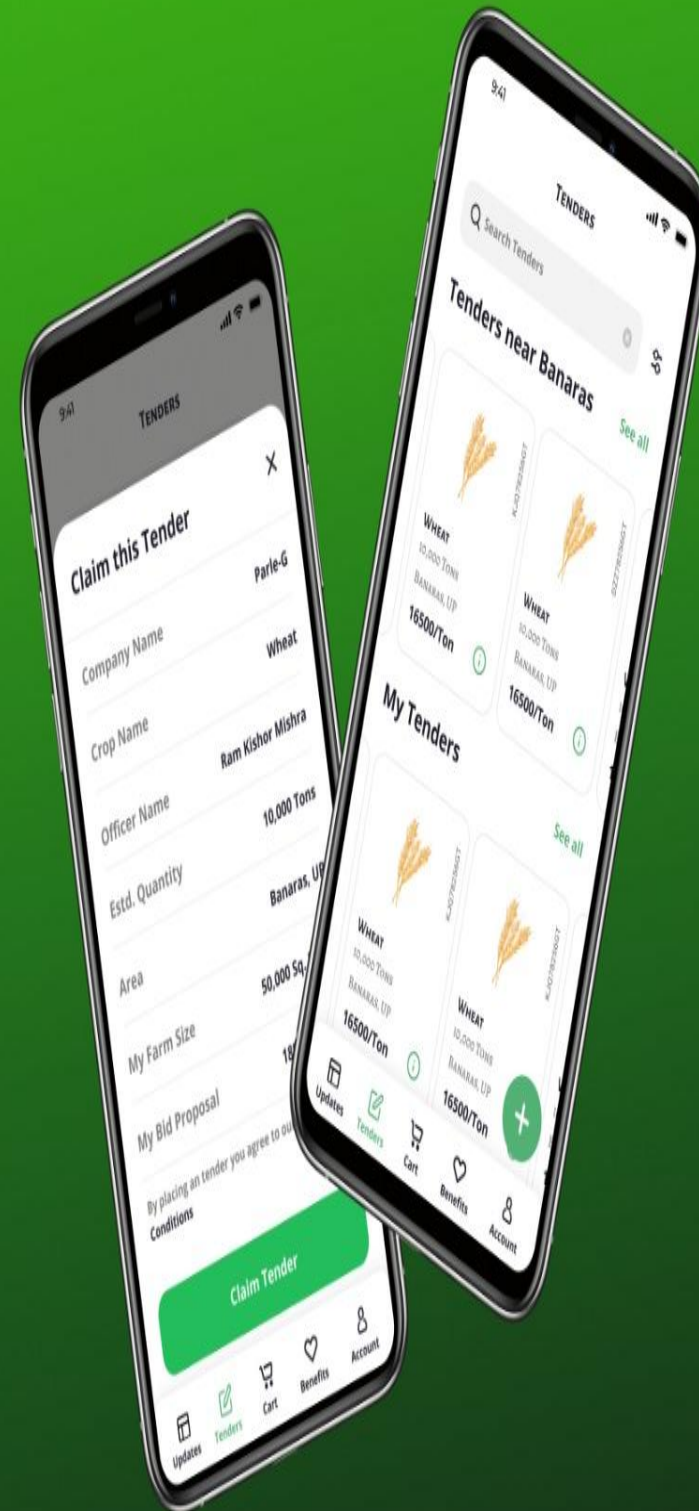 9:41
TENDERS
Claim this Tender
X
Company Name
Parle-G
Crop Name
Wheat
Officer Name
Ram Kishor Mishra
Estd. Quantity
10,000 Tons
Area
Banaras, UP
My Farm Size
50,000 Sq.
My Bid Proposal
By placing an tender you agree to
Conditions
Claim Tender
Updates
Tenders
Cart
Benefits
Account
9:41
TENDERS
Search Tenders
Tenders near Banaras
See all
KJQ78256GT
WHEAT
10,000 TONS
BANARAS, UP
16500/Ton
WHEAT
10,000 TONS
BANARAS, UP
16500/Ton
My Tenders
See all
KJQ78256GT
WHEAT
10,000 TONS
BANARAS, UP
16500/Ton
KJQ78256GT
WHEAT
10,000 TONS
BANARAS, UP
16500/Ton
Updates
Tenders
Cart
Benefits
Account